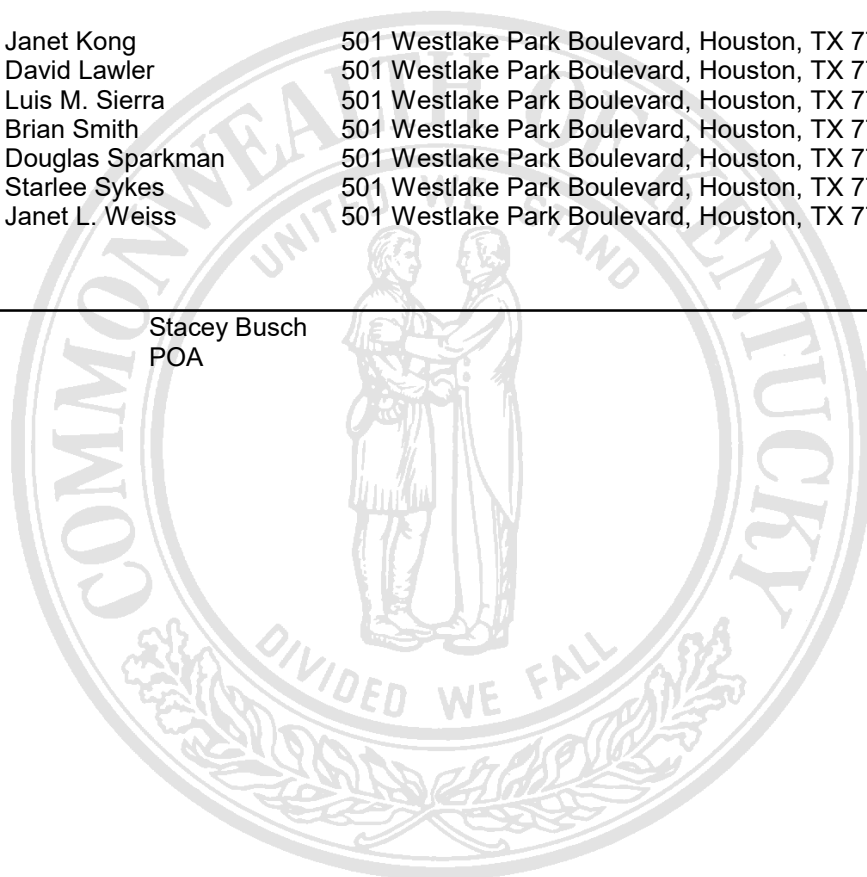 Janet Kong 501 Westlake Park Boulevard, Houston, TX
David Lawler 501 Westlake Park Boulevard, Houston, TX
Luis M. Sierra 501 Westlake Park Boulevard, Houston, TX
Brian Smith 501 Westlake Park Boulevard, Houston, TX
Douglas Sparkman 501 Westlake Park Boulevard, Houston, TX
Starlee Sykes 501 Westlake Park Boulevard, Houston, TX
Janet L. Weiss 501 Westlake Park Boulevard, Houston, TX
Stacey Busch
POA
COMMONWEALTH OF KENTUCKY
UNITED WE STAND
DIVIDED WE FALL